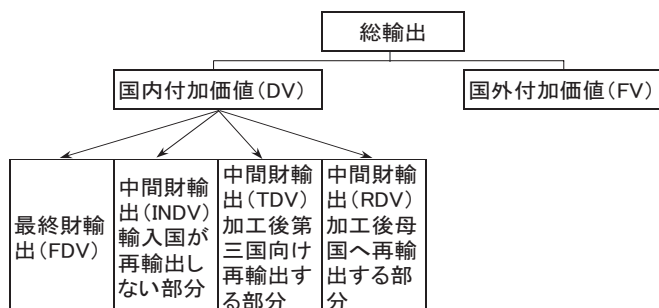 総輸出
国内付加価値(DV)
国外付加価値(FV)
最終財輸
出(FDV)
中間財輸
出(INDV)
輸入国が
再輸出し
ない部分
中間財輸
出(TDV)
加工後第
三国向け
再輸出す
る部分
中間財輸
出(RDV)
加工後母
国へ再輸
出する部
分